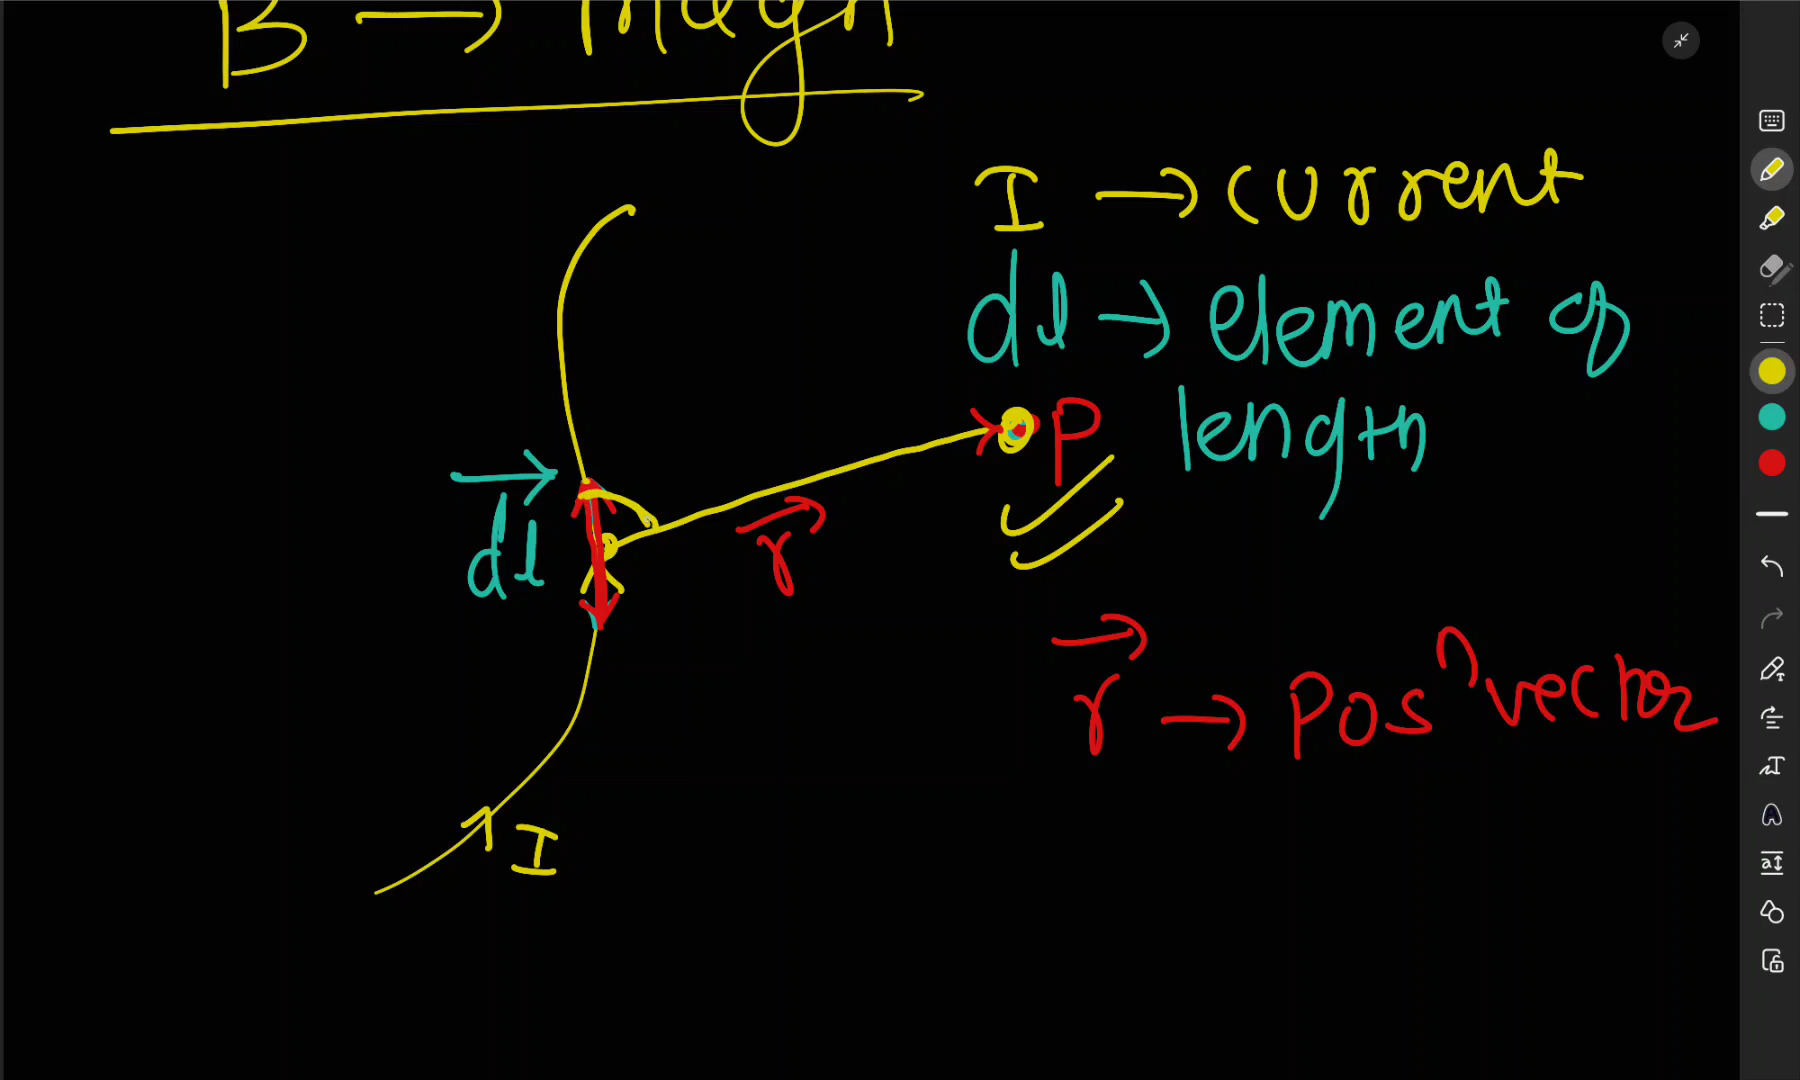 B → magn
I → current
dl → element of
length
P
dl
r
r → Pos^n vector
I